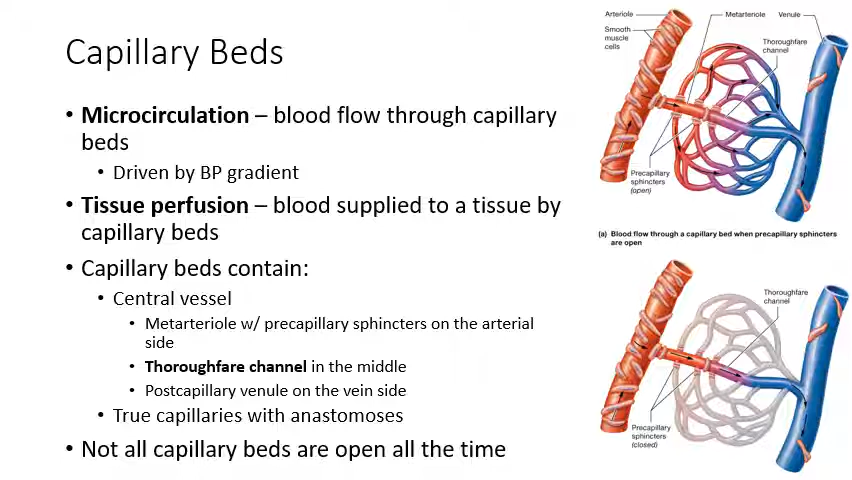 Capillary Beds
• Microcirculation – blood flow through capillary
beds
• Driven by BP gradient
• Tissue perfusion – blood supplied to a tissue by
capillary beds
• Capillary beds contain:
• Central vessel
• Metarteriole w/ precapillary sphincters on the arterial
side
• Thoroughfare channel in the middle
• Postcapillary venule on the vein side
• True capillaries with anastomoses
• Not all capillary beds are open all the time
Arteriole
Metarteriole
Venule
Smooth
muscle
cells
Thoroughfare
channel
Precapillary
sphincters
(open)
(a) Blood flow through a capillary bed when precapillary sphincters
are open
Thoroughfare
channel
Precapillary
sphincters
(closed)